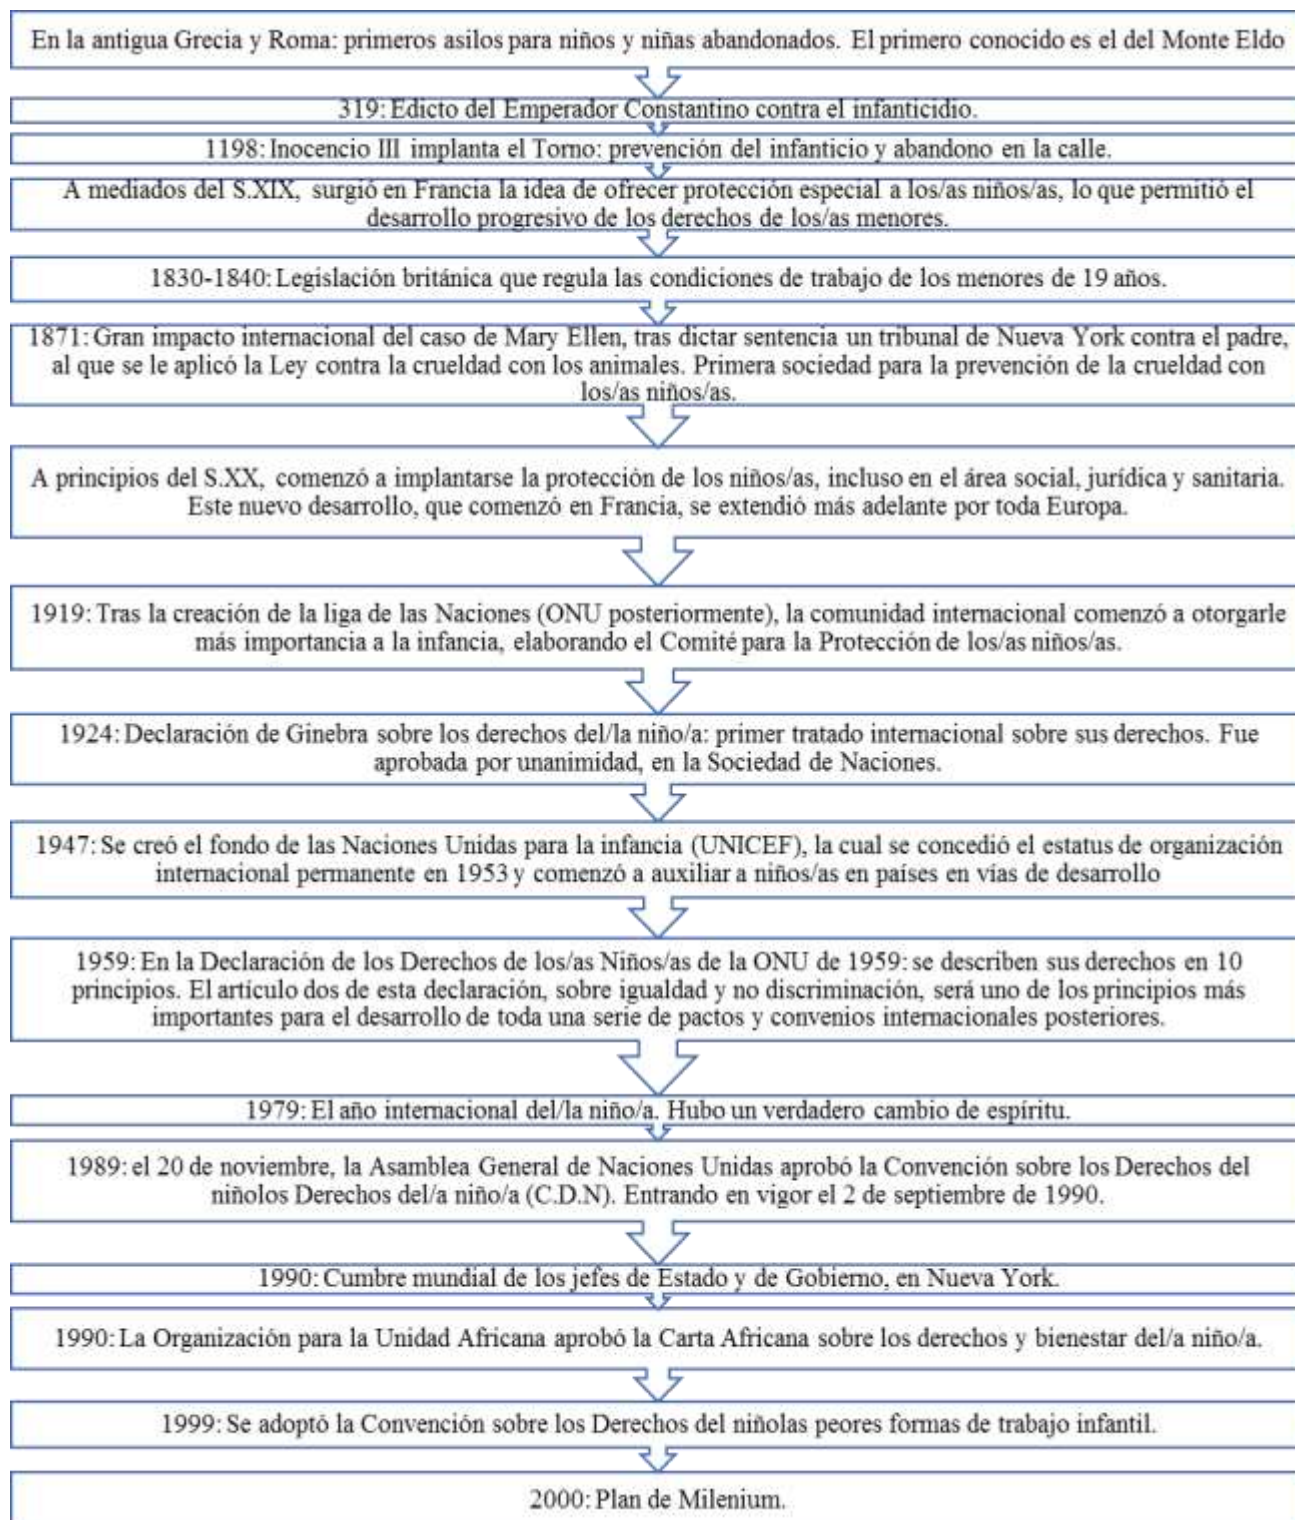 En la antigua Grecia y Roma: primeros asilos para niños y niñas abandonados. El primero conocido es el del Monte Eldo
319: Edicto del Emperador Constantino contra el infanticidio.
1198: Inocencio III implanta el Torno: prevención del infanticio y abandono en la calle.
A mediados del S.XIX, surgió en Francia la idea de ofrecer protección especial a los/as niños/as, lo que permitió el
desarrollo progresivo de los derechos de los/as menores.
1830-1840: Legislación británica que regula las condiciones de trabajo de los menores de 19 años.
1871: Gran impacto internacional del caso de Mary Ellen, tras dictar sentencia un tribunal de Nueva York contra el padre,
al que se le aplicó la Ley contra la crueldad con los animales. Primera sociedad para la prevención de la crueldad con
los/as niños/as.
A principios del S.XX, comenzó a implantarse la protección de los niños/as, incluso en el área social, jurídica y sanitaria.
Este nuevo desarrollo, que comenzó en Francia, se extendió más adelante por toda Europa.
1919: Tras la creación de la liga de las Naciones (ONU posteriormente), la comunidad internacional comenzó a otorgarle
más importancia a la infancia, elaborando el Comité para la Protección de los/as niños/as.
1924: Declaración de Ginebra sobre los derechos del/la niño/a: primer tratado internacional sobre sus derechos. Fue
aprobada por unanimidad, en la Sociedad de Naciones.
1947: Se creó el fondo de las Naciones Unidas para la infancia (UNICEF), la cual se concedió el estatus de organización
internacional permanente en 1953 y comenzó a auxiliar a niños/as en países en vías de desarrollo
1959: En la Declaración de los Derechos de los/as Niños/as de la ONU de 1959: se describen sus derechos en 10
principios. El artículo dos de esta declaración, sobre igualdad y no discriminación, será uno de los principios más
importantes para el desarrollo de toda una serie de pactos y convenios internacionales posteriores.
1979: El año internacional del/la niño/a. Hubo un verdadero cambio de espíritu.
1989: el 20 de noviembre, la Asamblea General de Naciones Unidas aprobó la Convención sobre los Derechos del
niñolos Derechos del/a niño/a (C.D.N). Entrando en vigor el 2 de septiembre de 1990.
1990: Cumbre mundial de los jefes de Estado y de Gobierno, en Nueva York.
1990: La Organización para la Unidad Africana aprobó la Carta Africana sobre los derechos y bienestar del/a niño/a.
1999: Se adoptó la Convención sobre los Derechos del niñolas peores formas de trabajo infantil.
2000: Plan de Milenium.